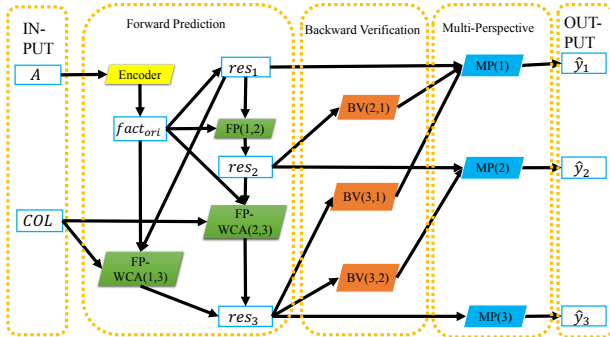 IN-
PUT
Forward Prediction
Backward Verification
Multi-Perspective
OUT-
PUT
A
Encoder
res₁
MP(1)
ŷ₁
fact_ori
FP(1,2)
BV(2,1)
res₂
MP(2)
ŷ₂
COL
FP-
WCA(2,3)
BV(3,1)
FP-
WCA(1,3)
BV(3,2)
res₃
MP(3)
ŷ₃